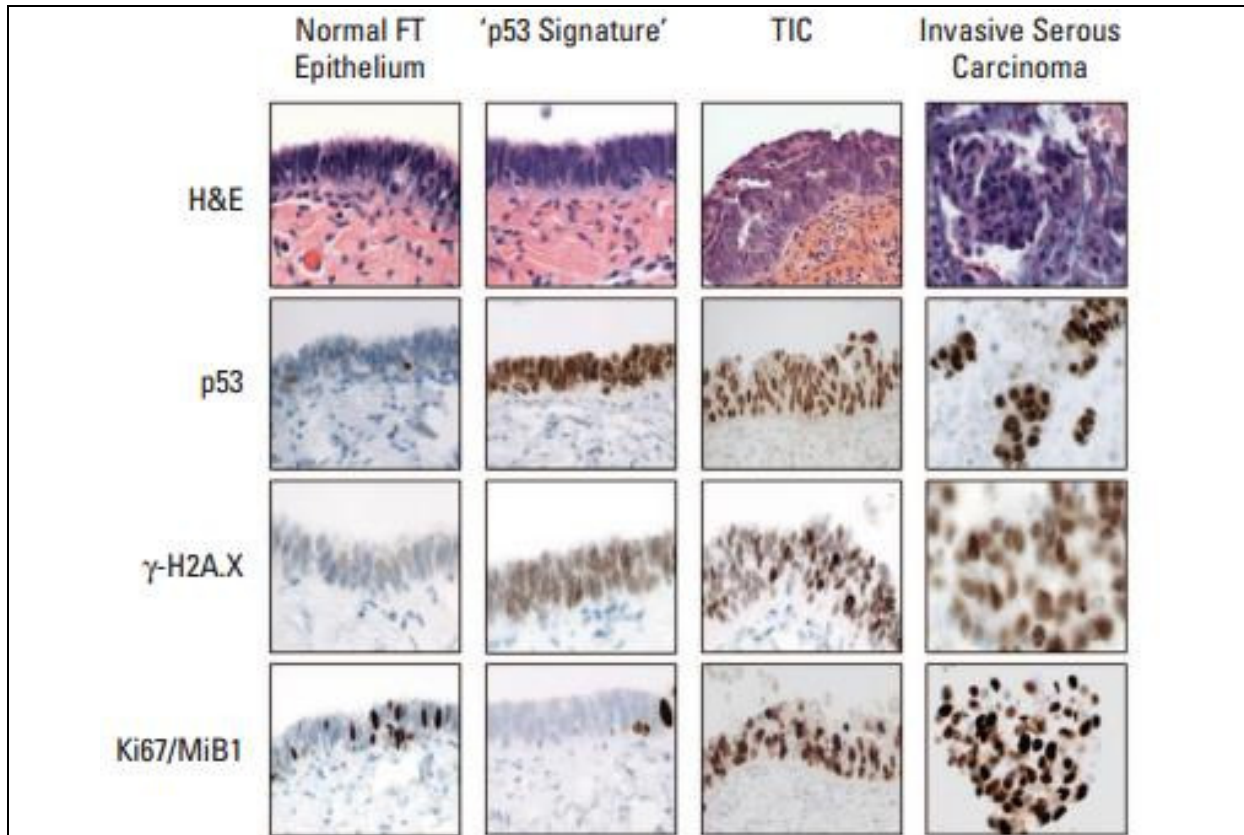 Normal FT
Epithelium
'p53 Signature'
TIC
Invasive Serous
Carcinoma
H&E
p53
γ-H2A.X
Ki67/MiB1